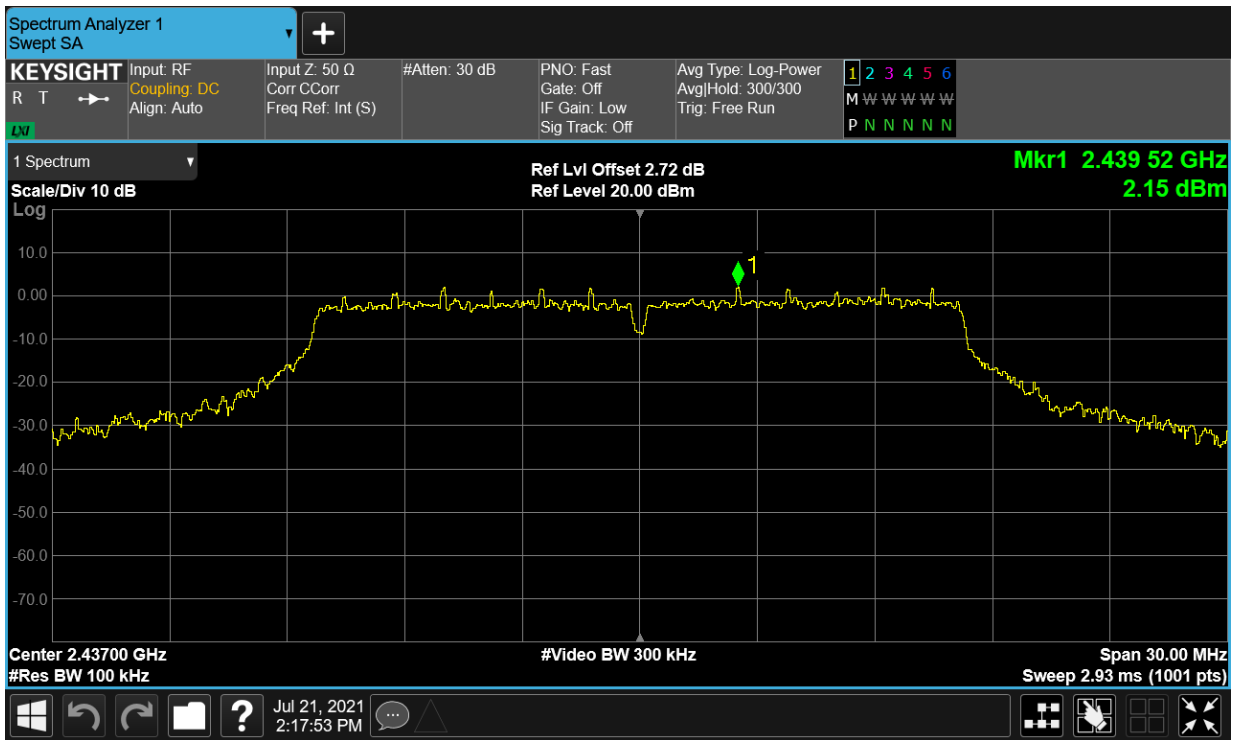 Spectrum Analyzer 1
Swept SA
KEYSIGHT
R T
LXI
Input: RF
Coupling: DC
Align: Auto
Input Z: 50 Ω
Corr CCorr
Freq Ref: Int (S)
#Atten: 30 dB
PNO: Fast
Gate: Off
IF Gain: Low
Sig Track: Off
Avg Type: Log-Power
Avg|Hold: 300/300
Trig: Free Run
1 2 3 4 5 6
M W W W W W
P N N N N N
1 Spectrum
Scale/Div 10 dB
Log
Ref Lvl Offset 2.72 dB
Ref Level 20.00 dBm
Mkr1 2.439 52 GHz
2.15 dBm
10.0
0.00
-10.0
-20.0
-30.0
-40.0
-50.0
-60.0
-70.0
1
Center 2.43700 GHz
#Res BW 100 kHz
#Video BW 300 kHz
Span 30.00 MHz
Sweep 2.93 ms (1001 pts)
?
Jul 21, 2021
2:17:53 PM